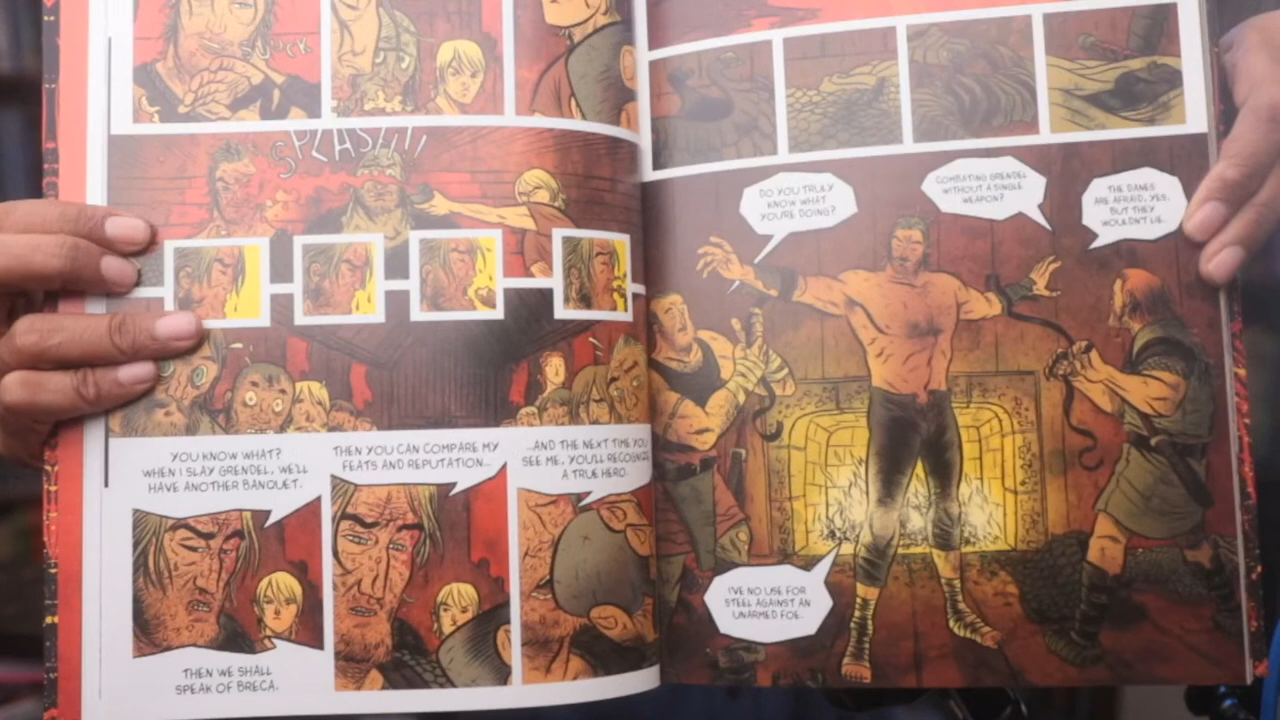 SUOCK
SPLASH!!!
YOU KNOW WHAT?
WHEN I SLAY GRENDEL, WE'LL
HAVE ANOTHER BANQUET.
THEN YOU CAN COMPARE MY
FEATS AND REPUTATION...
...AND THE NEXT TIME YOU
SEE ME, YOU'LL RECOGNIZE
A TRUE HERO.
THEN WE SHALL
SPEAK OF BRECA.
DO YOU TRULY
KNOW WHAT
YOU'RE DOING?
COMBATING GRENDEL
WITHOUT A SINGLE
WEAPON?
THE DANES
ARE AFRAID, YES,
BUT THEY
WOULDN'T LIE.
I'VE NO USE FOR
STEEL AGAINST AN
UNARMED FOE.